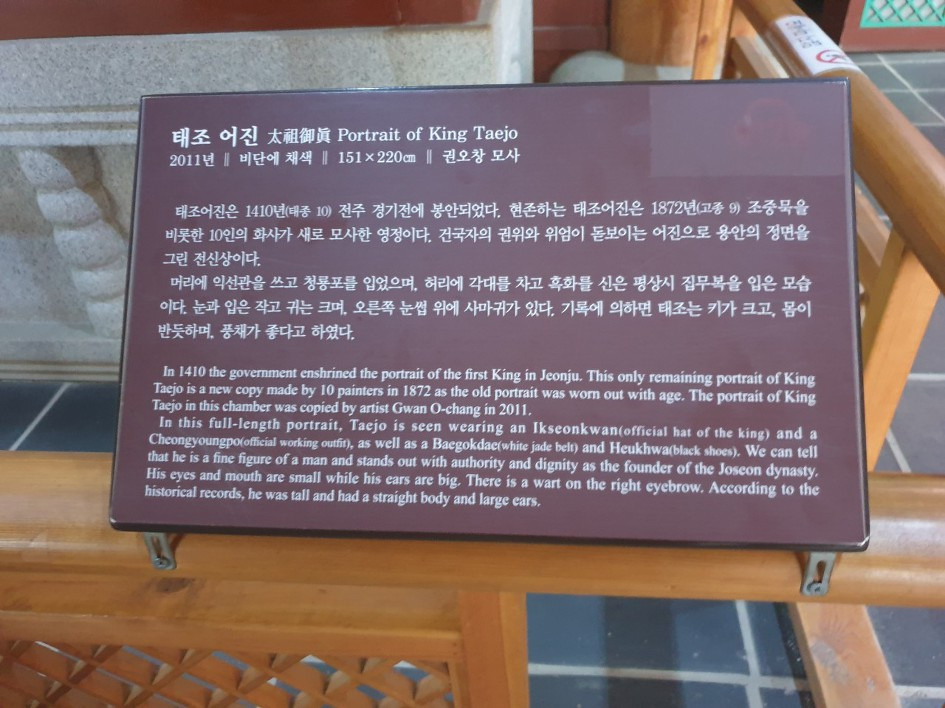 태조 어진 太祖御眞 Portrait of King Taejo
2011년 ‖ 비단에 채색 ‖ 151×220㎝ ‖ 권오창 모사
태조어진은 1410년(태종 10) 전주 경기전에 봉안되었다. 현존하는 태조어진은 1872년(고종 9) 조중묵을
비롯한 10인의 화사가 새로 모사한 영정이다. 건국자의 권위와 위엄이 돋보이는 어진으로 용안의 정면을
그린 전신상이다.
머리에 익선관을 쓰고 청룡포를 입었으며, 허리에 각대를 차고 흑화를 신은 평상시 집무복을 입은 모습
이다. 눈과 입은 작고 귀는 크며, 오른쪽 눈썹 위에 사마귀가 있다. 기록에 의하면 태조는 키가 크고, 몸이
반듯하며, 풍채가 좋다고 하였다.
In 1410 the government enshrined the portrait of the first King in Jeonju. This only remaining portrait of King
Taejo is a new copy made by 10 painters in 1872 as the old portrait was worn out with age. The portrait of King
Taejo in this chamber was copied by artist Gwan O-chang in 2011.
In this full-length portrait, Taejo is seen wearing an Ikseonkwan(official hat of the king) and a
Cheongyoungpo(official working outfit), as well as a Baegokdae(white jade belt) and Heukhwa(black shoes). We can tell
that he is a fine figure of a man and stands out with authority and dignity as the founder of the Joseon dynasty.
His eyes and mouth are small while his ears are big. There is a wart on the right eyebrow. According to the
historical records, he was tall and had a straight body and large ears.